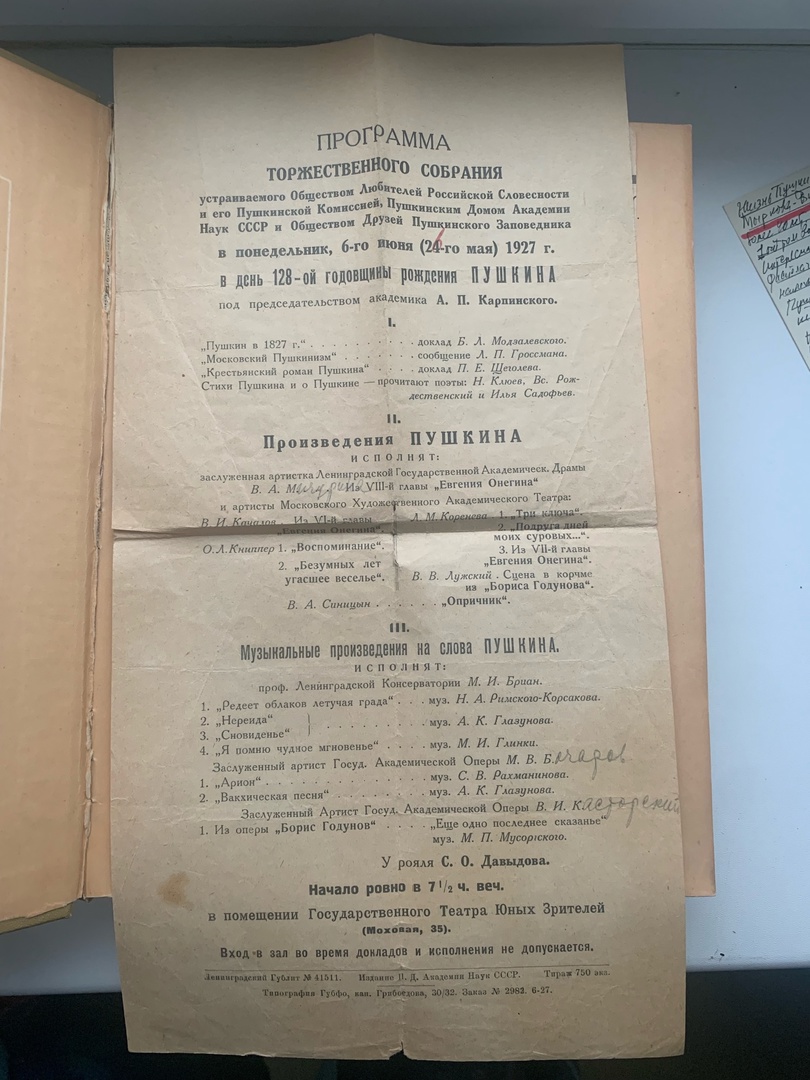 ПРОГРАММА
ТОРЖЕСТВЕННОГО СОБРАНИЯ
устраиваемого Обществом Любителей Российской Словесности
и его Пушкинской Комиссией, Пушкинским Домом Академии
Наук СССР и Обществом Друзей Пушкинского Заповедника
в понедельник, 6-го июня (24-го мая) 1927 г.
в день 128-ой годовщины рождения ПУШКИНА
под председательством академика А. П. Карпинского.
I.
„Пушкин в 1827 г.“ . . . . . . . . . . доклад Б. Л. Модзалевского.
„Московский Пушкинизм“ . . . . . . . сообщение Л. П. Гроссмана.
„Крестьянский роман Пушкина“ . . . . доклад П. Е. Щеголева.
Стихи Пушкина и о Пушкине — прочитают поэты: Н. Клюев, Вс. Рож-
дественский и Илья Садофьев.
II.
Произведения ПУШКИНА
ИСПОЛНЯТ:
заслуженная артистка Ленинградской Государственной Академическ. Драмы
В. А. Мичурина Из VIII-й главы „Евгения Онегина“
и артисты Московского Художественного Академического Театра:
В. И. Качалов . Из VI-й главы
„Евгения Онегина“.
О. Л. Книппер 1. „Воспоминание“.
2. „Безумных лет
угасшее веселье“.
Л. М. Коренева 1. „Три ключа“.
2. „Подруга дней
моих суровых...“.
3. Из VII-й главы
„Евгения Онегина“.
В. В. Лужский . Сцена в корчме
из „Бориса Годунова“.
В. А. Синицын . . . . . . „Опричник“.
III.
Музыкальные произведения на слова ПУШКИНА.
ИСПОЛНЯТ:
проф. Ленинградской Консерватории М. И. Бриан.
1. „Редеет облаков летучая града“ . . . муз. Н. А. Римского-Корсакова.
2. „Нереида“
3. „Сновиденье“ . . . . . . . . . муз. А. К. Глазунова.
4. „Я помню чудное мгновенье“ . . . . муз. М. И. Глинки.
Заслуженный артист Госуд. Академической Оперы М. В. Бочаров
1. „Арион“ . . . . . . . . . . . . . . муз. С. В. Рахманинова.
2. „Вакхическая песня“ . . . . . . . муз. А. К. Глазунова.
Заслуженный Артист Госуд. Академической Оперы В. И. Касторский
1. Из оперы „Борис Годунов“ . . . . „Еще одно последнее сказанье“
муз. М. П. Мусоргского.
У рояля С. О. Давыдова.
Начало ровно в 7 1/2 ч. веч.
в помещении Государственного Театра Юных Зрителей
(Моховая, 35).
Вход в зал во время докладов и исполнения не допускается.
Ленинградский Гублит № 41511. Издание П. Д. Академии Наук СССР. Тираж 750 экз.
Типография Губфо, кан. Грибоедова, 30/32. Заказ № 2983. 6-27.